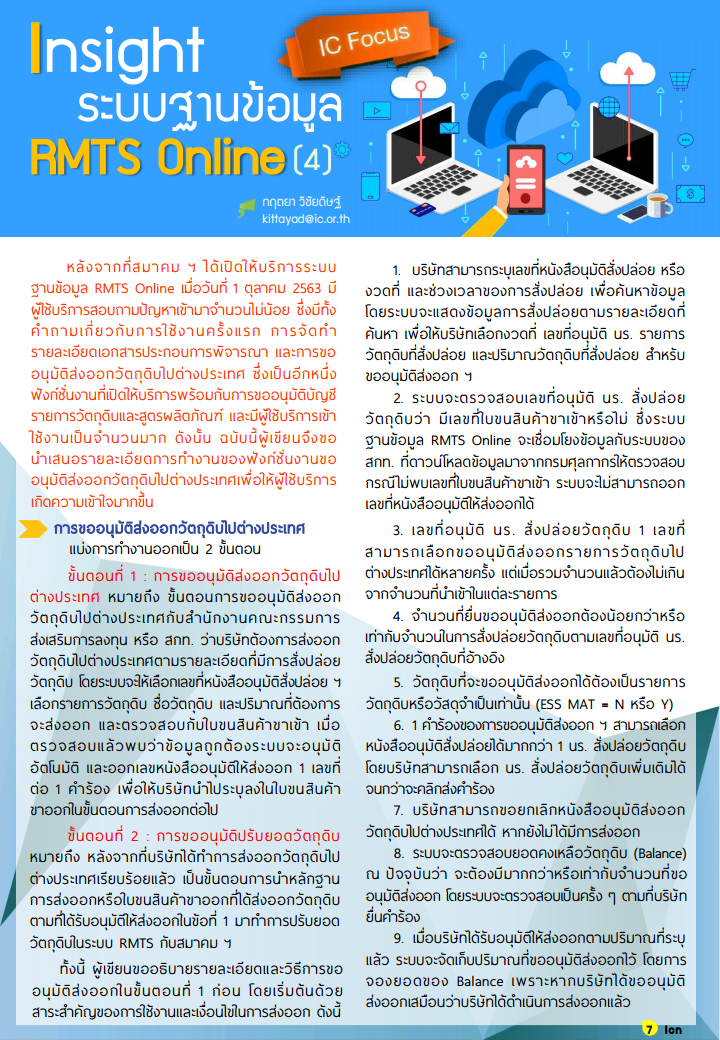 Insight
IC Focus
ระบบฐานข้อมูล
RMTS Online (4)
กฤตยา วิชัยดิษฐ์
kittayad@ic.or.th
หลังจากที่สมาคม ฯ ได้เปิดให้บริการระบบ
ฐานข้อมูล RMTS Online เมื่อวันที่ 1 ตุลาคม 2563 มี
ผู้ใช้บริการสอบถามปัญหาเข้ามาจำนวนไม่น้อย ซึ่งมีทั้ง
คำถามเกี่ยวกับการใช้งานครั้งแรก การจัดทำ
รายละเอียดเอกสารประกอบการพิจารณา และการขอ
อนุมัติส่งออกวัตถุดิบไปต่างประเทศ ซึ่งเป็นอีกหนึ่ง
ฟังก์ชั่นงานที่เปิดให้บริการพร้อมกับการขออนุมัติบัญชี
รายการวัตถุดิบและสูตรผลิตภัณฑ์ และมีผู้ใช้บริการเข้า
ใช้งานเป็นจำนวนมาก ดังนั้น ฉบับนี้ผู้เขียนจึงขอ
นำเสนอรายละเอียดการทำงานของฟังก์ชั่นงานขอ
อนุมัติส่งออกวัตถุดิบไปต่างประเทศเพื่อให้ผู้ใช้บริการ
เกิดความเข้าใจมากขึ้น
การขออนุมัติส่งออกวัตถุดิบไปต่างประเทศ
แบ่งการทำงานออกเป็น 2 ขั้นตอน
ขั้นตอนที่ 1 : การขออนุมัติส่งออกวัตถุดิบไป
ต่างประเทศ หมายถึง ขั้นตอนการขออนุมัติส่งออก
วัตถุดิบไปต่างประเทศกับสำนักงานคณะกรรมการ
ส่งเสริมการลงทุน หรือ สกท. ว่าบริษัทต้องการส่งออก
วัตถุดิบไปต่างประเทศตามรายละเอียดที่มีการสั่งปล่อย
วัตถุดิบ โดยระบบจะให้เลือกเลขที่หนังสืออนุมัติสั่งปล่อย ฯ
เลือกรายการวัตถุดิบ ชื่อวัตถุดิบ และปริมาณที่ต้องการ
จะส่งออก และตรวจสอบกับใบขนสินค้าขาเข้า เมื่อ
ตรวจสอบแล้วพบว่าข้อมูลถูกต้องระบบจะอนุมัติ
อัตโนมัติ และออกเลขหนังสืออนุมัติให้ส่งออก 1 เลขที่
ต่อ 1 คำร้อง เพื่อให้บริษัทนำไประบุลงในใบขนสินค้า
ขาออกในขั้นตอนการส่งออกต่อไป
ขั้นตอนที่ 2 : การขออนุมัติปรับยอดวัตถุดิบ
หมายถึง หลังจากที่บริษัทได้ทำการส่งออกวัตถุดิบไป
ต่างประเทศเรียบร้อยแล้ว เป็นขั้นตอนการนำหลักฐาน
การส่งออกหรือใบขนสินค้าขาออกที่ได้ส่งออกวัตถุดิบ
ตามที่ได้รับอนุมัติให้ส่งออกในข้อที่ 1 มาทำการปรับยอด
วัตถุดิบในระบบ RMTS กับสมาคม ฯ
ทั้งนี้ ผู้เขียนขออธิบายรายละเอียดและวิธีการขอ
อนุมัติส่งออกในขั้นตอนที่ 1 ก่อน โดยเริ่มต้นด้วย
สาระสำคัญของการใช้งานและเงื่อนไขในการส่งออก ดังนี้
1. บริษัทสามารถระบุเลขที่หนังสืออนุมัติสั่งปล่อย หรือ
งวดที่ และช่วงเวลาของการสั่งปล่อย เพื่อค้นหาข้อมูล
โดยระบบจะแสดงข้อมูลการสั่งปล่อยตามรายละเอียดที่
ค้นหา เพื่อให้บริษัทเลือกงวดที่ เลขที่อนุมัติ นร. รายการ
วัตถุดิบที่สั่งปล่อย และปริมาณวัตถุดิบที่สั่งปล่อย สำหรับ
ขออนุมัติส่งออก ฯ
2. ระบบจะตรวจสอบเลขที่อนุมัติ นร. สั่งปล่อย
วัตถุดิบว่า มีเลขที่ใบขนสินค้าขาเข้าหรือไม่ ซึ่งระบบ
ฐานข้อมูล RMTS Online จะเชื่อมโยงข้อมูลกับระบบของ
สกท. ที่ดาวน์โหลดข้อมูลมาจากกรมศุลกากรให้ตรวจสอบ
กรณีไม่พบเลขที่ใบขนสินค้าขาเข้า ระบบจะไม่สามารถออก
เลขที่หนังสืออนุมัติให้ส่งออกได้
3. เลขที่อนุมัติ นร. สั่งปล่อยวัตถุดิบ 1 เลขที่
สามารถเลือกขออนุมัติส่งออกรายการวัตถุดิบไป
ต่างประเทศได้หลายครั้ง แต่เมื่อรวมจำนวนแล้วต้องไม่เกิน
จากจำนวนที่นำเข้าในแต่ละรายการ
4. จำนวนที่ยื่นขออนุมัติส่งออกต้องน้อยกว่าหรือ
เท่ากับจำนวนในการสั่งปล่อยวัตถุดิบตามเลขที่อนุมัติ นร.
สั่งปล่อยวัตถุดิบที่อ้างอิง
5. วัตถุดิบที่จะขออนุมัติส่งออกได้ต้องเป็นรายการ
วัตถุดิบหรือวัสดุจำเป็นเท่านั้น (ESS MAT = N หรือ Y)
6. 1 คำร้องของการขออนุมัติส่งออก ฯ สามารถเลือก
หนังสืออนุมัติสั่งปล่อยได้มากกว่า 1 นร. สั่งปล่อยวัตถุดิบ
โดยบริษัทสามารถเลือก นร. สั่งปล่อยวัตถุดิบเพิ่มเติมได้
จนกว่าจะคลิกส่งคำร้อง
7. บริษัทสามารถขอยกเลิกหนังสืออนุมัติส่งออก
วัตถุดิบไปต่างประเทศได้ หากยังไม่ได้มีการส่งออก
8. ระบบจะตรวจสอบยอดคงเหลือวัตถุดิบ (Balance)
ณ ปัจจุบันว่า จะต้องมีมากกว่าหรือเท่ากับจำนวนที่ขอ
อนุมัติส่งออก โดยระบบจะตรวจสอบเป็นครั้ง ๆ ตามที่บริษัท
ยื่นคำร้อง
9. เมื่อบริษัทได้รับอนุมัติให้ส่งออกตามปริมาณที่ระบุ
แล้ว ระบบจะจัดเก็บปริมาณที่ขออนุมัติส่งออกไว้ โดยการ
จองยอดของ Balance เพราะหากบริษัทได้ขออนุมัติ
ส่งออกเสมือนว่าบริษัทได้ดำเนินการส่งออกแล้ว
7 Icn